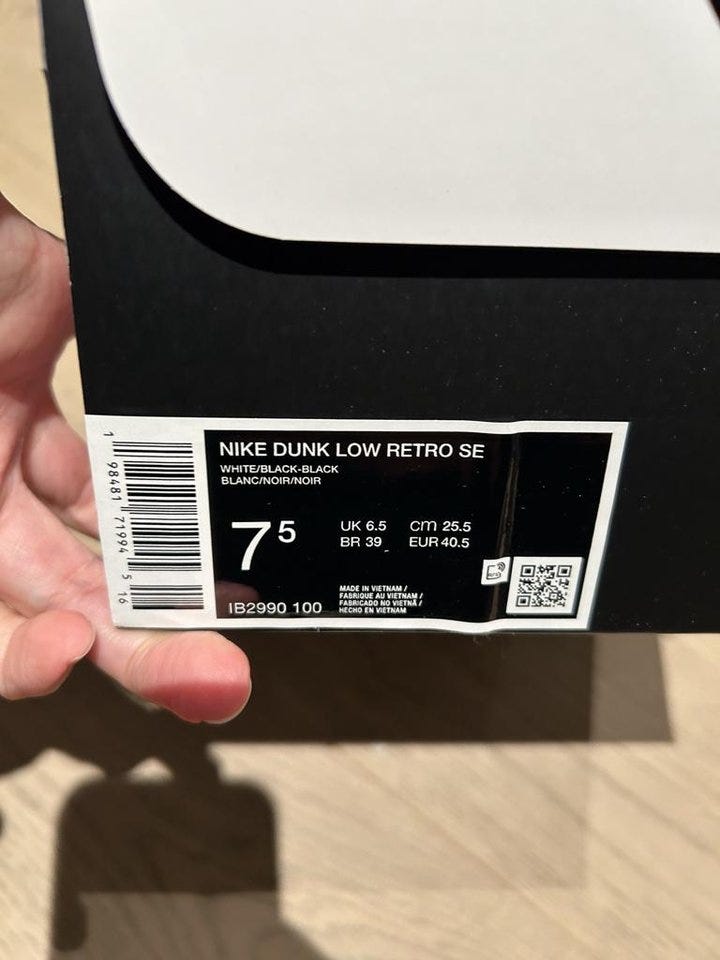 NIKE DUNK LOW RETRO SE
WHITE/BLACK-BLACK
BLANC/NOIR/NOIR
7⁵
UK 6.5 cm 25.5
BR 39 EUR 40.5
IB2990 100
MADE IN VIETNAM /
FABRIQUE AU VIETNAM /
FABRICADO NO VIETNÃ /
HECHO EN VIETNAM
1 98481 71994 5 16